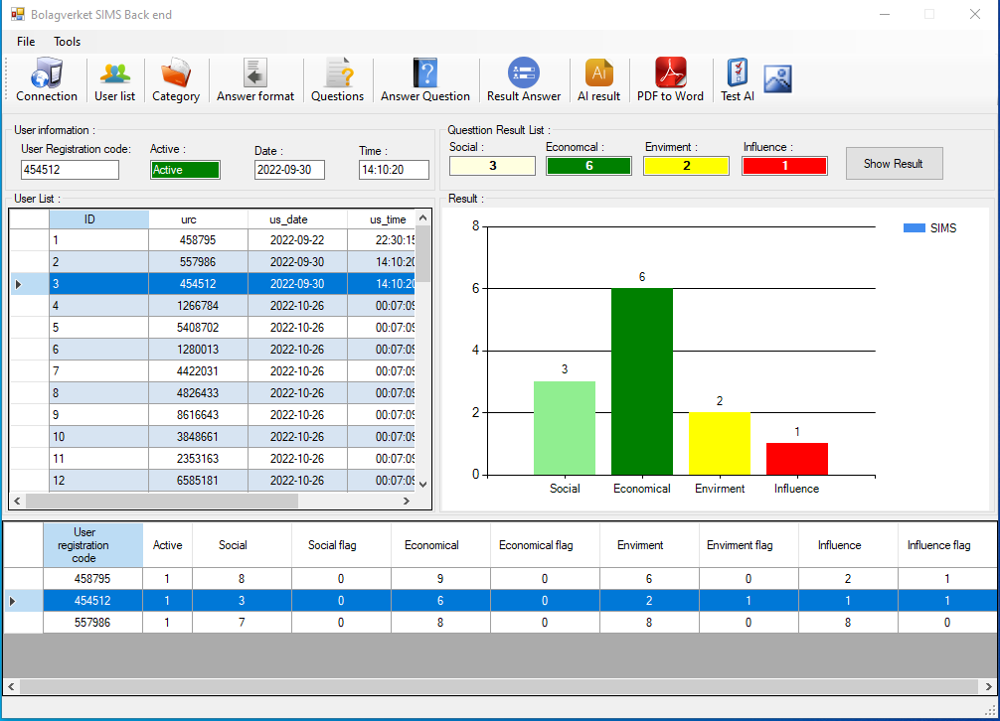 Bolagverket SIMS Back end
File Tools
Connection User list Category Answer format Questions Answer Question Result Answer Ai AI result PDF to Word Test AI
User information :
User Registration code: Active : Date : Time :
454512 Active 2022-09-30 14:10:20
Questtion Result List :
Social : Economcal : Enviment : Influence :
3 6 2 1 Show Result
User List :
ID urc us_date us_time
1 458795 2022-09-22 22:30:15
2 557986 2022-09-30 14:10:20
3 454512 2022-09-30 14:10:20
4 1266784 2022-10-26 00:07:09
5 5408702 2022-10-26 00:07:09
6 1280013 2022-10-26 00:07:09
7 4422031 2022-10-26 00:07:09
8 4826433 2022-10-26 00:07:09
9 8616643 2022-10-26 00:07:09
10 3848661 2022-10-26 00:07:09
11 2353163 2022-10-26 00:07:09
12 6585181 2022-10-26 00:07:09
Result :
SIMS
8
6
4
2
0
3 6 2 1
Social Economical Envirment Influence
User registration code Active Social Social flag Economical Economical flag Enviment Enviment flag Influence Influence flag
458795 1 8 0 9 0 6 0 2 1
454512 1 3 0 6 0 2 1 1 1
557986 1 7 0 8 0 8 0 8 0